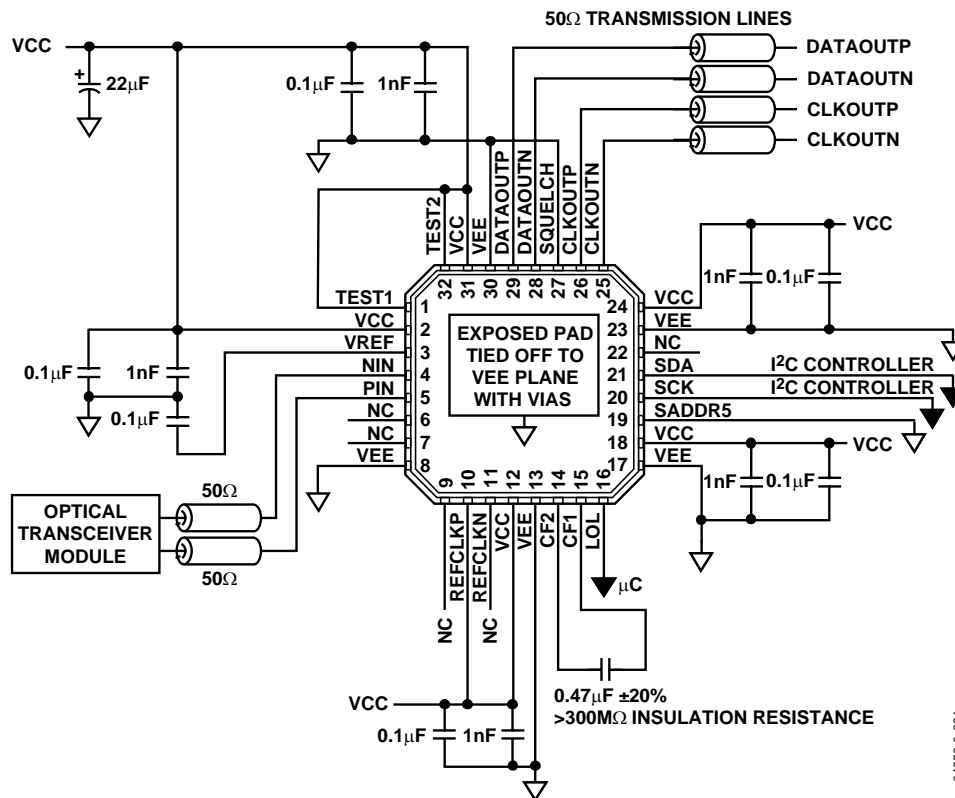 50Ω TRANSMISSION LINES
VCC
DATAOUTP
22μF
0.1μF
1nF
DATAOUTN
CLKOUTP
CLKOUTN
TEST2
VCC
VEE
DATAOUTP
DATAOUTN
SQUELCH
CLKOUTP
CLKOUTN
VCC
1nF
0.1μF
32
31
30
29
28
27
26
25
TEST1
1
24
VCC
VCC
2
23
VEE
VREF
3
22
NC
NIN
4
21
SDA
I²C CONTROLLER
PIN
5
20
SCK
I²C CONTROLLER
NC
6
19
SADDR5
NC
7
18
VCC
VCC
VEE
8
17
VEE
EXPOSED PAD
TIED OFF TO
VEE PLANE
WITH VIAS
0.1μF
1nF
0.1μF
1nF
0.1μF
9
10
11
12
13
14
15
16
50Ω
OPTICAL
TRANSCEIVER
MODULE
50Ω
REFCLKP
REFCLKN
VCC
VEE
CF2
CF1
LOL
μC
NC
NC
0.47μF ±20%
>300MΩ INSULATION RESISTANCE
VCC
0.1μF
1nF